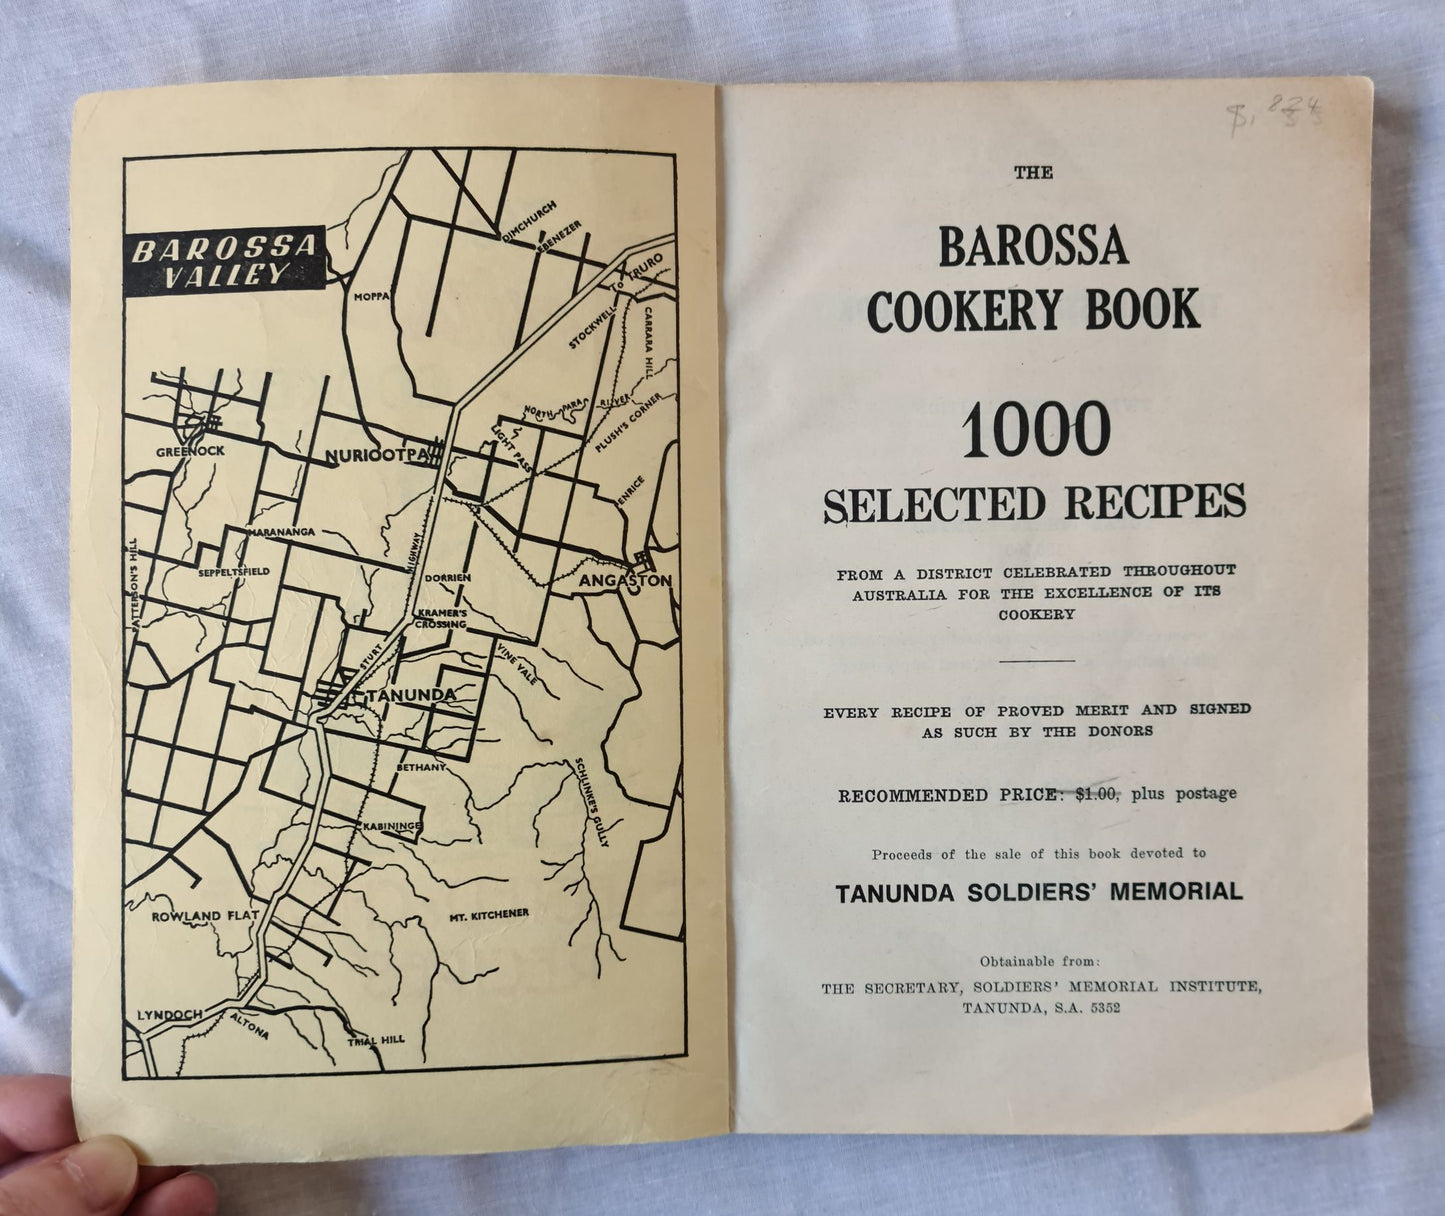 BAROSSA
VALLEY
DIMCHURCH
EBENEZER
TO TRURO
MOPPA
STOCKWELL
CARRARA HILL
NORTH PARA RIVER
PLUSH'S CORNER
GREENOCK
NURIOOTPA
LIGHT PASS
PENRICE
MARANANGA
SEPPELTSFIELD
PATTERSON'S HILL
HIGHWAY
DORRIEN
ANGASTON
KRAMER'S
CROSSING
STURT
VINE VALE
TANUNDA
BETHANY
SCHLINKE'S GULLY
KABININGE
ROWLAND FLAT
MT. KITCHENER
LYNDOCH
ALTONA
TRIAL HILL
THE
BAROSSA
COOKERY BOOK
1000
SELECTED RECIPES
FROM A DISTRICT CELEBRATED THROUGHOUT
AUSTRALIA FOR THE EXCELLENCE OF ITS
COOKERY
EVERY RECIPE OF PROVED MERIT AND SIGNED
AS SUCH BY THE DONORS
RECOMMENDED PRICE: $1.00, plus postage
Proceeds of the sale of this book devoted to
TANUNDA SOLDIERS' MEMORIAL
Obtainable from:
THE SECRETARY, SOLDIERS' MEMORIAL INSTITUTE,
TANUNDA, S.A. 5352